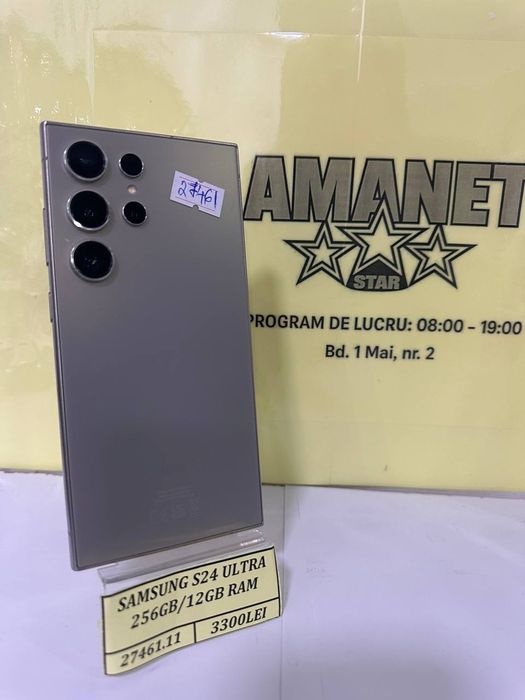 27461
AMANET
STAR
PROGRAM DE LUCRU: 08:00 - 19:00
Bd. 1 Mai, nr. 2
SAMSUNG S24 ULTRA
256GB/12GB RAM
27461.11 3300LEI